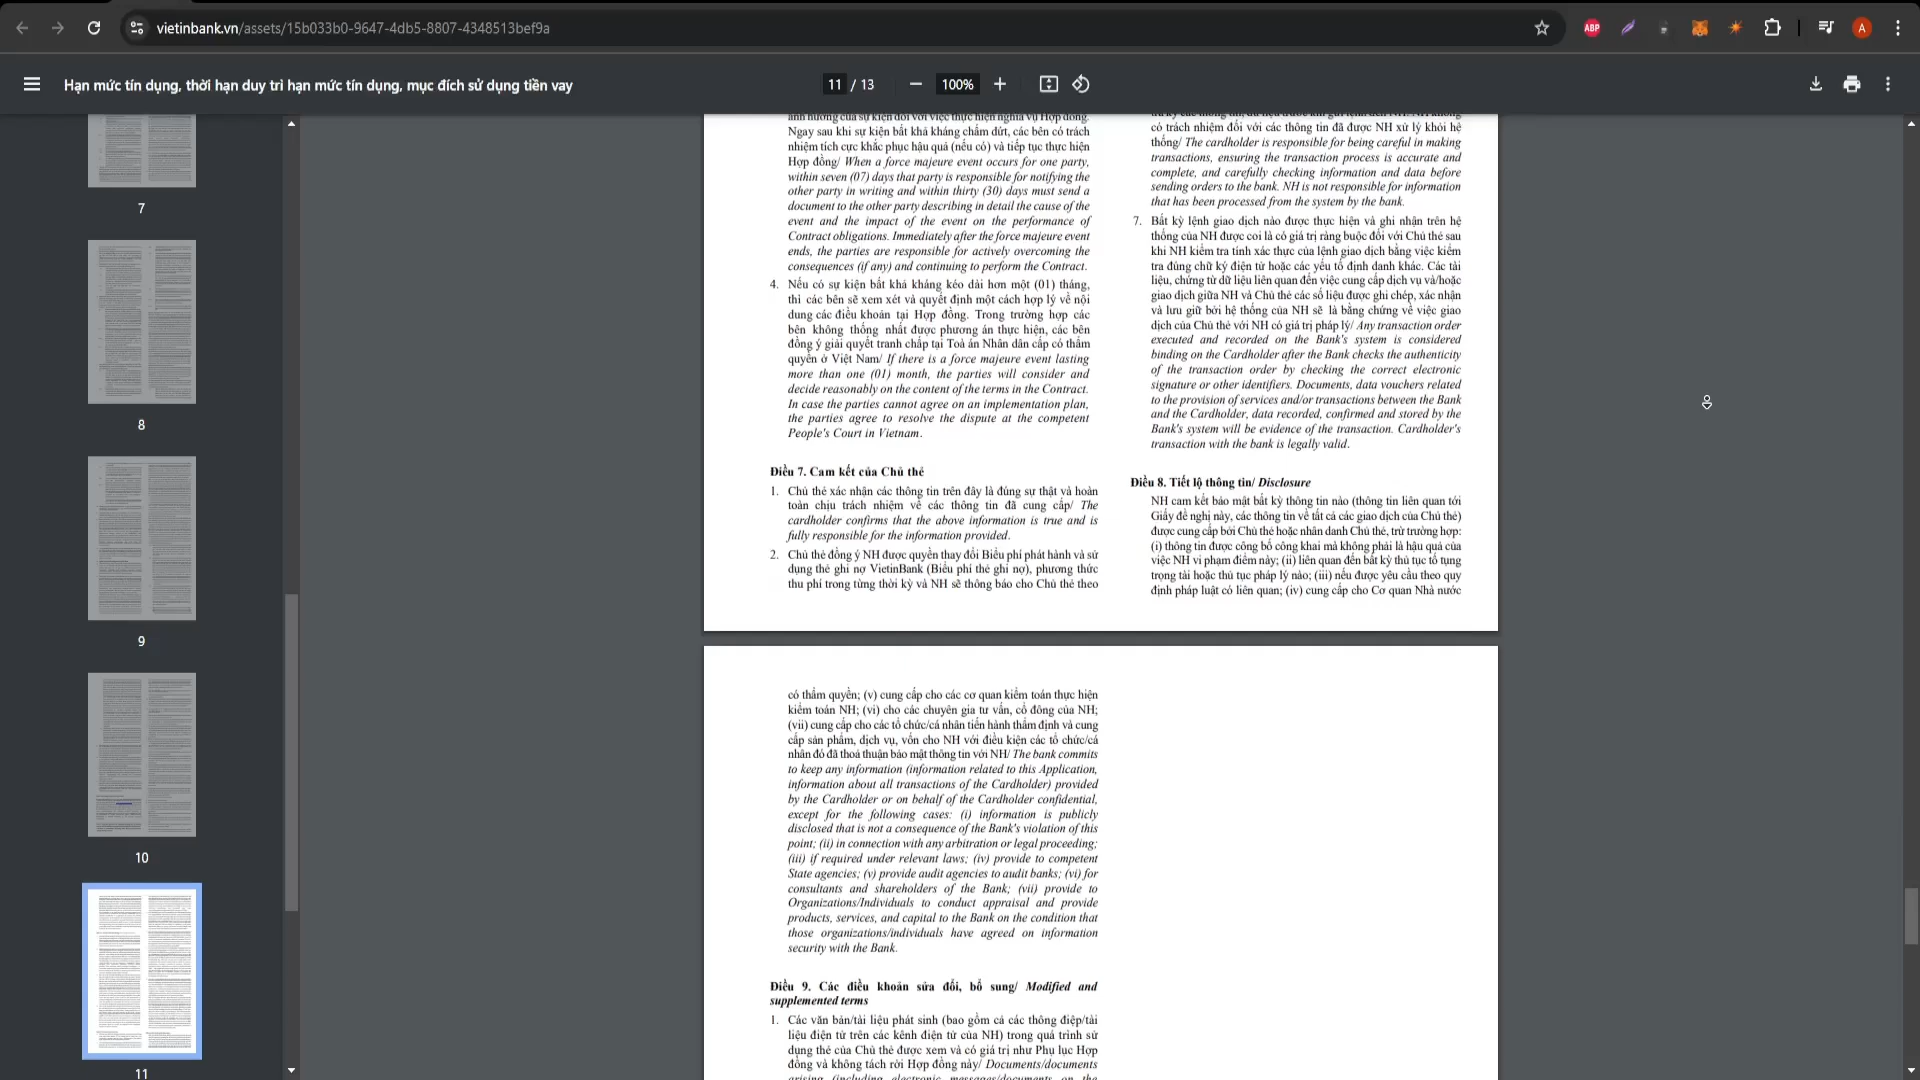 vietinbank.vn/assets/15b033b0-9647-4db5-8807-4348513bef9a
ABP
A
Hạn mức tín dụng, thời hạn duy trì hạn mức tín dụng, mục đích sử dụng tiền vay
11 / 13
100%
7
8
9
10
11
ảnh hưởng của sự kiện đối với việc thực hiện nghĩa vụ Hợp đồng.
Ngay sau khi sự kiện bất khả kháng chấm dứt, các bên có trách
nhiệm tích cực khắc phục hậu quả (nếu có) và tiếp tục thực hiện
Hợp đồng/ When a force majeure event occurs for one party,
within seven (07) days that party is responsible for notifying the
other party in writing and within thirty (30) days must send a
document to the other party describing in detail the cause of the
event and the impact of the event on the performance of
Contract obligations. Immediately after the force majeure event
ends, the parties are responsible for actively overcoming the
consequences (if any) and continuing to perform the Contract.
4. Nếu có sự kiện bất khả kháng kéo dài hơn một (01) tháng,
thì các bên sẽ xem xét và quyết định một cách hợp lý về nội
dung các điều khoản tại Hợp đồng. Trong trường hợp các
bên không thống nhất được phương án thực hiện, các bên
đồng ý giải quyết tranh chấp tại Toà án Nhân dân cấp có thẩm
quyền ở Việt Nam/ If there is a force majeure event lasting
more than one (01) month, the parties will consider and
decide reasonably on the content of the terms in the Contract.
In case the parties cannot agree on an implementation plan,
the parties agree to resolve the dispute at the competent
People's Court in Vietnam.
Điều 7. Cam kết của Chủ thẻ
1. Chủ thẻ xác nhận các thông tin trên đây là đúng sự thật và hoàn
toàn chịu trách nhiệm về các thông tin đã cung cấp/ The
cardholder confirms that the above information is true and is
fully responsible for the information provided.
2. Chủ thẻ đồng ý NH được quyền thay đổi Biểu phí phát hành và sử
dụng thẻ ghi nợ VietinBank (Biểu phí thẻ ghi nợ), phương thức
thu phí trong từng thời kỳ và NH sẽ thông báo cho Chủ thẻ theo
có trách nhiệm đối với các thông tin đã được NH xử lý khỏi hệ
thống/ The cardholder is responsible for being careful in making
transactions, ensuring the transaction process is accurate and
complete, and carefully checking information and data before
sending orders to the bank. NH is not responsible for information
that has been processed from the system by the bank.
7. Bất kỳ lệnh giao dịch nào được thực hiện và ghi nhận trên hệ
thống của NH được coi là có giá trị ràng buộc đối với Chủ thẻ sau
khi NH kiểm tra tính xác thực của lệnh giao dịch bằng việc kiểm
tra đúng chữ ký điện tử hoặc các yếu tố định danh khác. Các tài
liệu, chứng từ dữ liệu liên quan đến việc cung cấp dịch vụ và/hoặc
giao dịch giữa NH và Chủ thẻ các số liệu được ghi chép, xác nhận
và lưu giữ bởi hệ thống của NH sẽ là bằng chứng về việc giao
dịch của Chủ thẻ với NH có giá trị pháp lý/ Any transaction order
executed and recorded on the Bank's system is considered
binding on the Cardholder after the Bank checks the authenticity
of the transaction order by checking the correct electronic
signature or other identifiers. Documents, data vouchers related
to the provision of services and/or transactions between the Bank
and the Cardholder, data recorded, confirmed and stored by the
Bank's system will be evidence of the transaction. Cardholder's
transaction with the bank is legally valid.
Điều 8. Tiết lộ thông tin/ Disclosure
NH cam kết bảo mật bất kỳ thông tin nào (thông tin liên quan tới
Giấy đề nghị này, các thông tin về tất cả các giao dịch của Chủ thẻ)
được cung cấp bởi Chủ thẻ hoặc nhân danh Chủ thẻ, trừ trường hợp:
(i) thông tin được công bố công khai mà không phải là hậu quả của
việc NH vi phạm điểm này; (ii) liên quan đến bất kỳ thủ tục tố tụng
trọng tài hoặc thủ tục pháp lý nào; (iii) nếu được yêu cầu theo quy
định pháp luật có liên quan; (iv) cung cấp cho Cơ quan Nhà nước
có thẩm quyền; (v) cung cấp cho các cơ quan kiểm toán thực hiện
kiểm toán NH; (vi) cho các chuyên gia tư vấn, cổ đông của NH;
(vii) cung cấp cho các tổ chức/cá nhân tiến hành thẩm định và cung
cấp sản phẩm, dịch vụ, vốn cho NH với điều kiện các tổ chức/cá
nhân đó đã thoả thuận bảo mật thông tin với NH/ The bank commits
to keep any information (information related to this Application,
information about all transactions of the Cardholder) provided
by the Cardholder or on behalf of the Cardholder confidential,
except for the following cases: (i) information is publicly
disclosed that is not a consequence of the Bank's violation of this
point; (ii) in connection with any arbitration or legal proceeding;
(iii) if required under relevant laws; (iv) provide to competent
State agencies; (v) provide audit agencies to audit banks; (vi) for
consultants and shareholders of the Bank; (vii) provide to
Organizations/Individuals to conduct appraisal and provide
products, services, and capital to the Bank on the condition that
those organizations/individuals have agreed on information
security with the Bank.
Điều 9. Các điều khoản sửa đổi, bổ sung/ Modified and
supplemented terms
1. Các văn bản/tài liệu phát sinh (bao gồm cả các thông điệp/tài
liệu điện tử trên các kênh điện tử của NH) trong quá trình sử
dụng thẻ của Chủ thẻ được xem và có giá trị như Phụ lục Hợp
đồng và không tách rời Hợp đồng này/ Documents/documents
arising (including electronic messages/documents on the